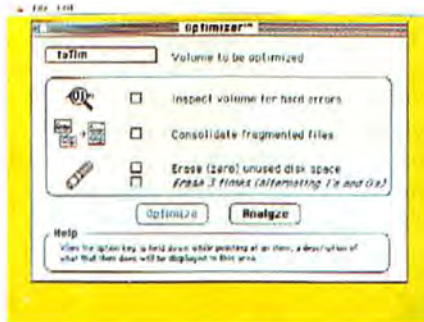 File Edit
Optimizer™
taTim
Volume to be optimized
Inspect volume for hard errors
Consolidate fragmented files
Erase (zero) unused disk space
Erase 3 times (alternating 1's and 0's)
Optimize
Analyze
Help
When the option key is held down while pointing at an item, a description of
what that item does will be displayed in this area